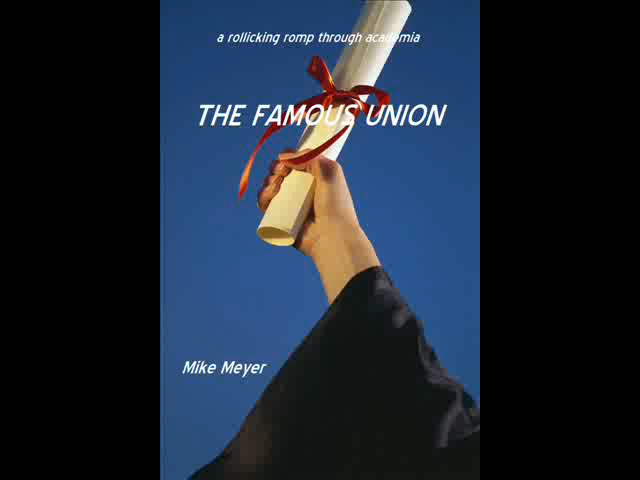 a rollicking romp through academia
THE FAMOUS UNION
Mike Meyer